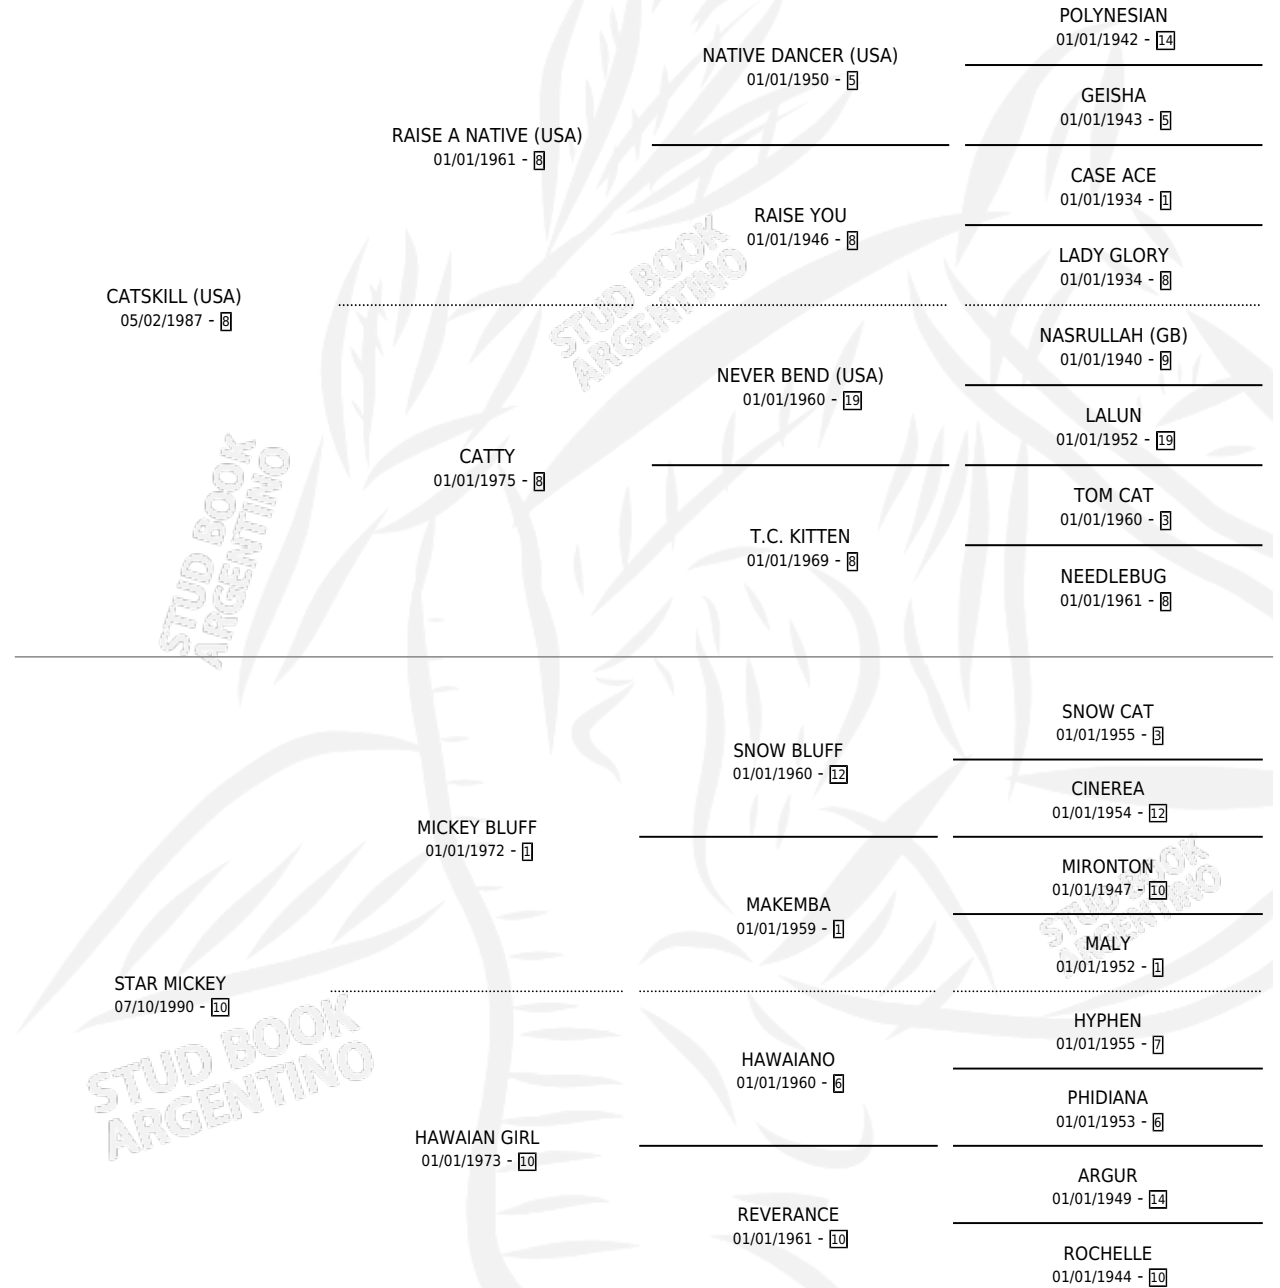 POLYNESIAN
01/01/1942 - 14
NATIVE DANCER (USA)
01/01/1950 - 5
GEISHA
01/01/1943 - 5
RAISE A NATIVE (USA)
01/01/1961 - 8
CASE ACE
01/01/1934 - 1
RAISE YOU
01/01/1946 - 8
LADY GLORY
01/01/1934 - 8
CATSKILL (USA)
05/02/1987 - 8
STUD BOOK
ARGENTINO
NASRULLAH (GB)
01/01/1940 - 9
NEVER BEND (USA)
01/01/1960 - 19
LALUN
01/01/1952 - 19
CATTY
01/01/1975 - 8
TOM CAT
01/01/1960 - 3
T.C. KITTEN
01/01/1969 - 8
NEEDLEBUG
01/01/1961 - 8
STUD BOOK
ARGENTINO
SNOW CAT
01/01/1955 - 3
SNOW BLUFF
01/01/1960 - 12
CINEREA
01/01/1954 - 12
MICKEY BLUFF
01/01/1972 - 1
MIRONTON
01/01/1947 - 10
MAKEMBA
01/01/1959 - 1
MALY
01/01/1952 - 1
STUD BOOK
ARGENTINO
STAR MICKEY
07/10/1990 - 10
HYPHEN
01/01/1955 - 7
HAWAIANO
01/01/1960 - 6
PHIDIANA
01/01/1953 - 6
STUD BOOK
ARGENTINO
HAWAIAN GIRL
01/01/1973 - 10
ARGUR
01/01/1949 - 14
REVERANCE
01/01/1961 - 10
ROCHELLE
01/01/1944 - 10